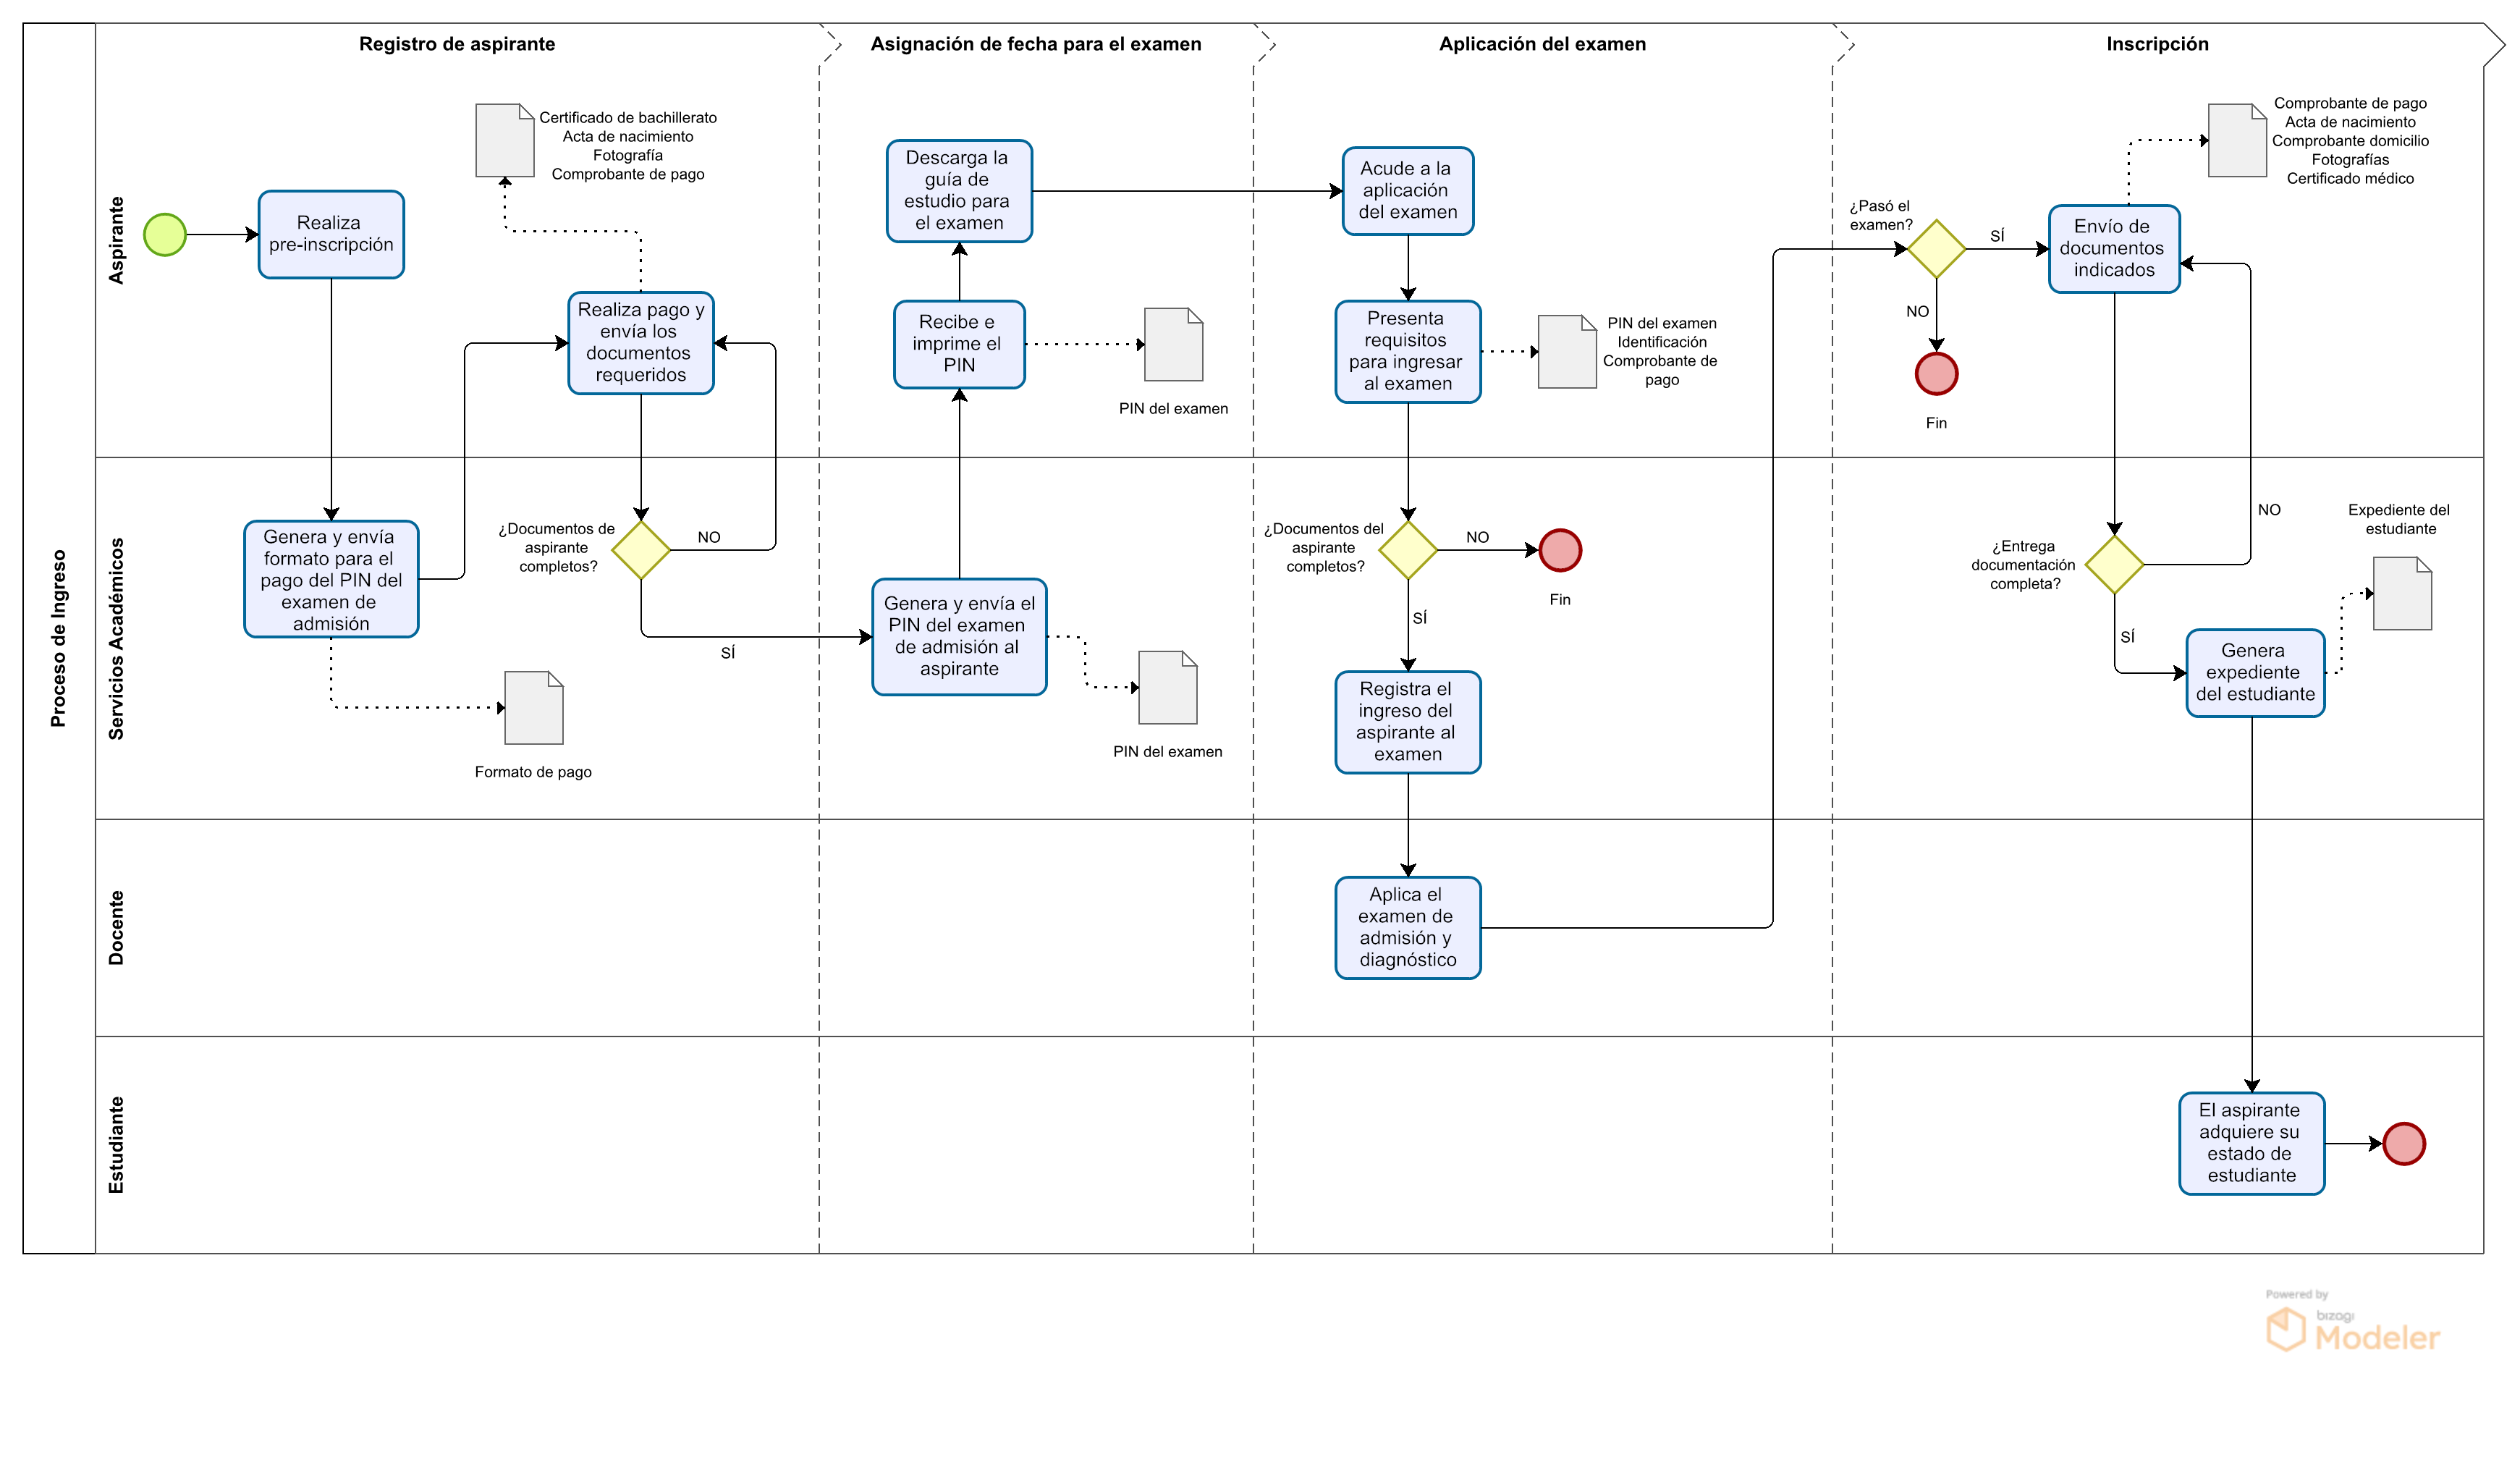 Proceso de Ingreso
Registro de aspirante
Asignación de fecha para el examen
Aplicación del examen
Inscripción
Aspirante
Realiza
pre-inscripción
Certificado de bachillerato
Acta de nacimiento
Fotografía
Comprobante de pago
Realiza pago y
envía los
documentos
requeridos
Descarga la
guía de
estudio para
el examen
Recibe e
imprime el
PIN
PIN del examen
Acude a la
aplicación
del examen
Presenta
requisitos
para ingresar
al examen
PIN del examen
Identificación
Comprobante de
pago
¿Pasó el
examen?
SÍ
NO
Fin
Envío de
documentos
indicados
Comprobante de pago
Acta de nacimiento
Comprobante domicilio
Fotografías
Certificado médico
Servicios Académicos
Genera y envía
formato para el
pago del PIN del
examen de
admisión
Formato de pago
¿Documentos de
aspirante
completos?
NO
SÍ
Genera y envía el
PIN del examen
de admisión al
aspirante
PIN del examen
¿Documentos del
aspirante
completos?
NO
Fin
SÍ
Registra el
ingreso del
aspirante al
examen
¿Entrega
documentación
completa?
NO
SÍ
Expediente del
estudiante
Genera
expediente
del estudiante
Docente
Aplica el
examen de
admisión y
diagnóstico
Estudiante
El aspirante
adquiere su
estado de
estudiante
Powered by
bizagi
Modeler